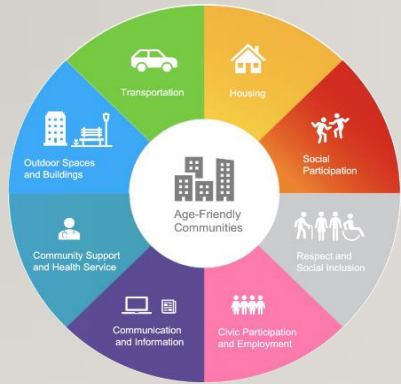 Transportation
Housing
Social
Participation
Respect and
Social Inclusion
Civic Participation
and Employment
Communication
and Information
Community Support
and Health Service
Outdoor Spaces
and Buildings
Age-Friendly
Communities